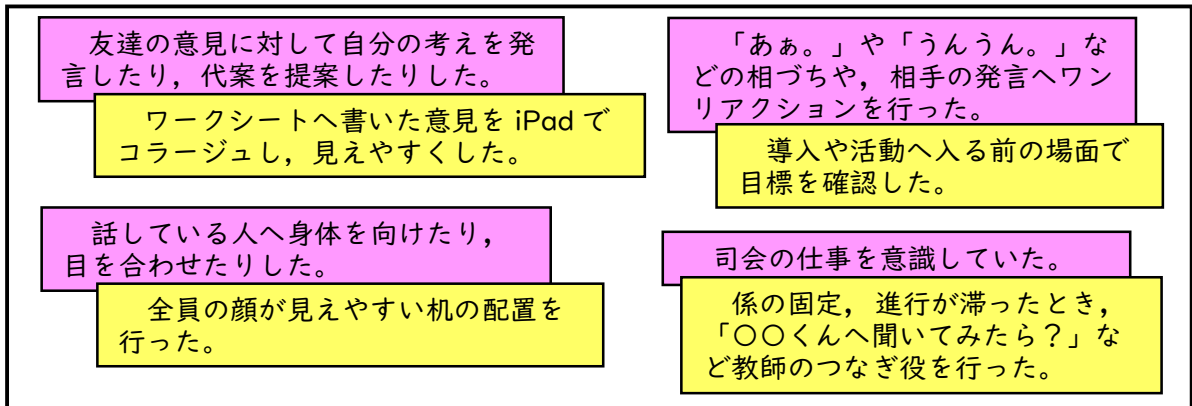 友達の意見に対して自分の考えを発
言したり，代案を提案したりした。
ワークシートへ書いた意見を iPad で
コラージュし，見えやすくした。
「あぁ。」や「うんうん。」な
どの相づちや，相手の発言へワン
リアクションを行った。
導入や活動へ入る前の場面で
目標を確認した。
話している人へ身体を向けたり，
目を合わせたりした。
全員の顔が見えやすい机の配置を
行った。
司会の仕事を意識していた。
係の固定，進行が滞ったとき，
「〇〇くんへ聞いてみたら？」な
ど教師のつなぎ役を行った。